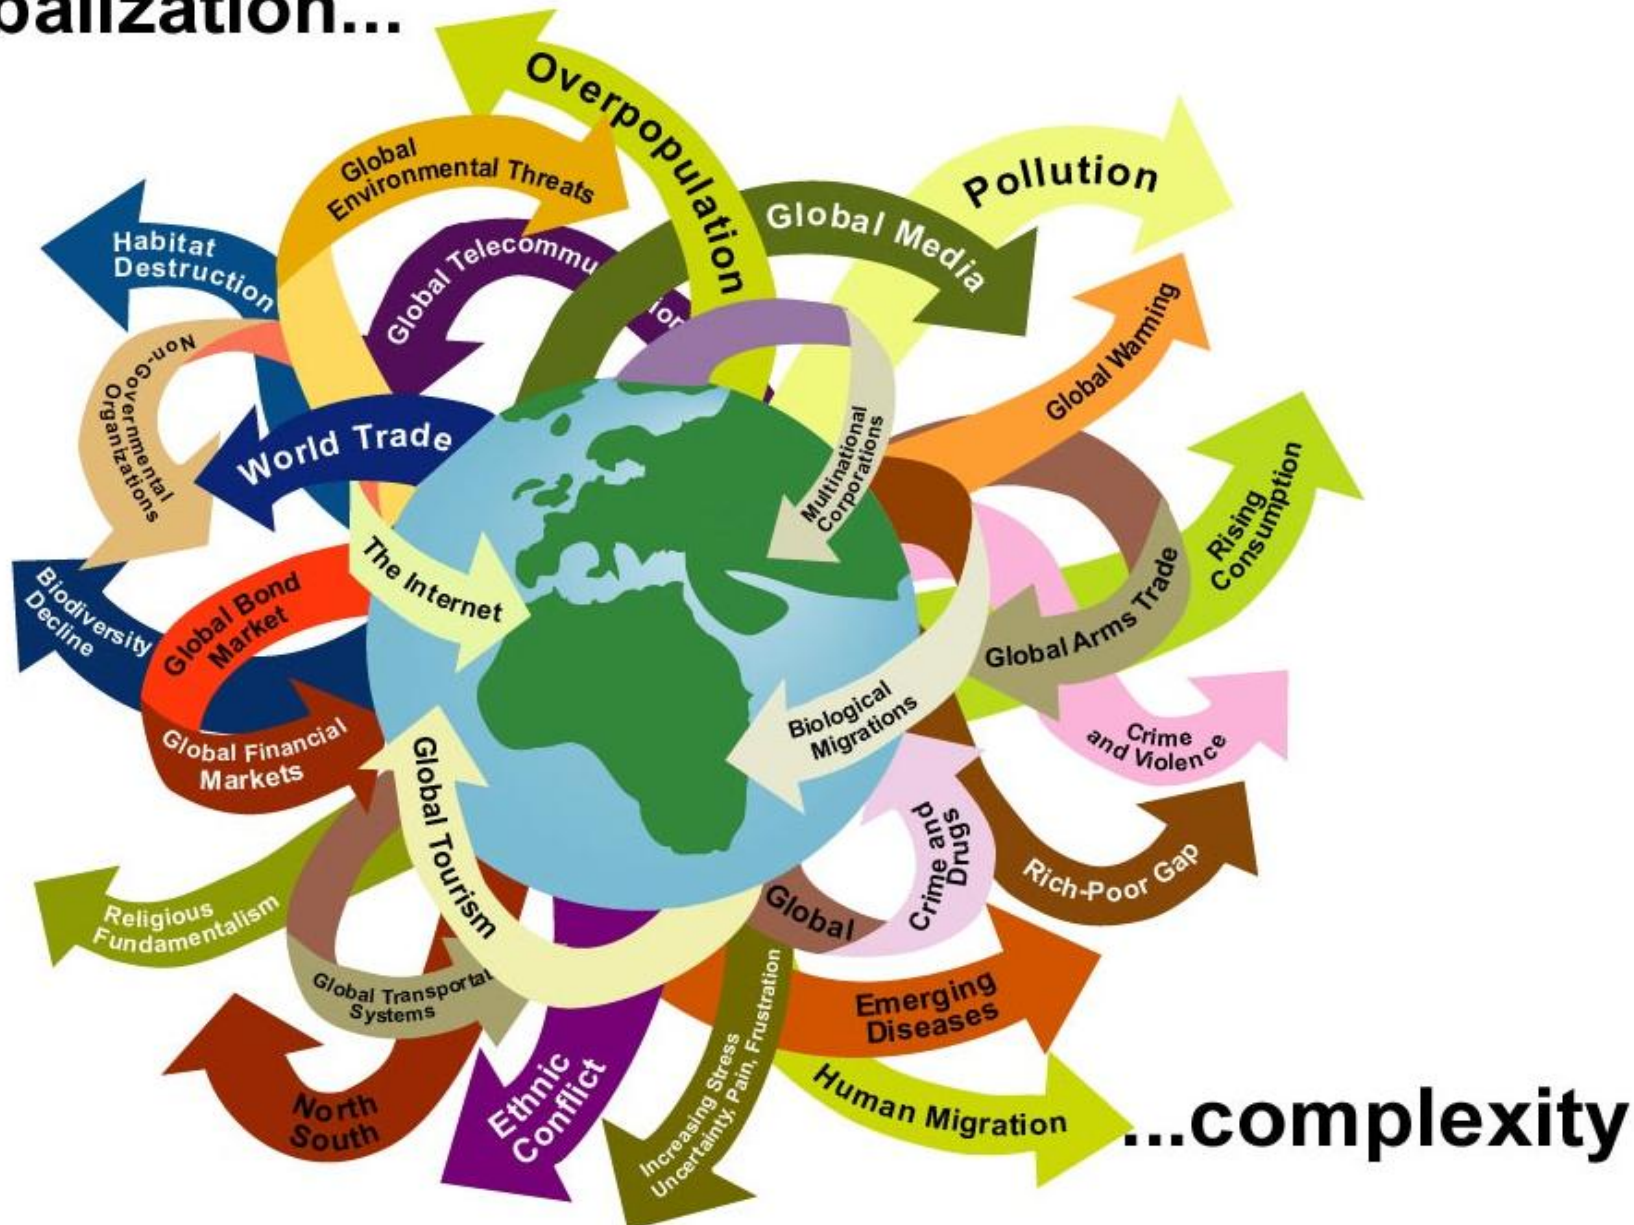 balization...
Overpopulation
Global
Environmental Threats
Pollution
Global Media
Habitat
Destruction
Global Telecommu
ion
Global Warming
Non-Governmental
Organizations
World Trade
Multinational
Corporations
Rising
Consumption
The Internet
Biodiversity
Decline
Global Bond
Market
Global Arms Trade
Biological
Migrations
Crime
and Violence
Global Financial
Markets
Global Tourism
Global
Crime and
Drugs
Rich-Poor Gap
Religious
Fundamentalism
Global Transportat
Systems
Emerging
Diseases
North
South
Ethnic
Conflict
Increasing Stress
Uncertainty, Pain, Frustration
Human Migration
...complexity